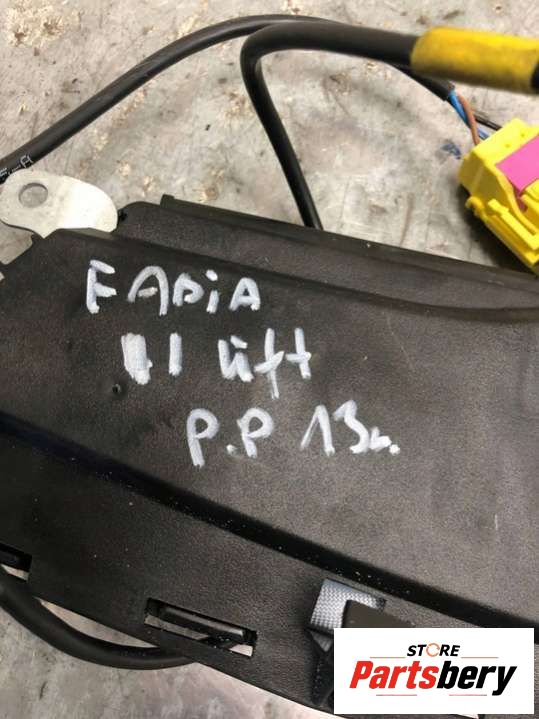 FABIA
II lift
P.P 13r.
STORE
Partsbery